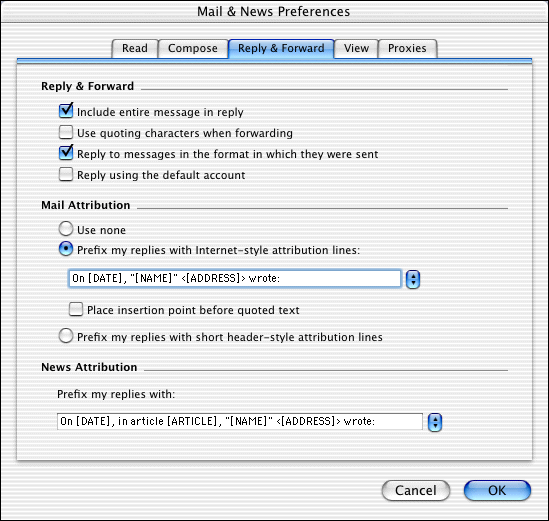 Mail & News Preferences
Read Compose Reply & Forward View Proxies
Reply & Forward
Include entire message in reply
Use quoting characters when forwarding
Reply to messages in the format in which they were sent
Reply using the default account
Mail Attribution
Use none
Prefix my replies with Internet-style attribution lines:
On [DATE], "[NAME]" <[ADDRESS]> wrote:
Place insertion point before quoted text
Prefix my replies with short header-style attribution lines
News Attribution
Prefix my replies with:
On [DATE], in article [ARTICLE], "[NAME]" <[ADDRESS]> wrote:
Cancel OK